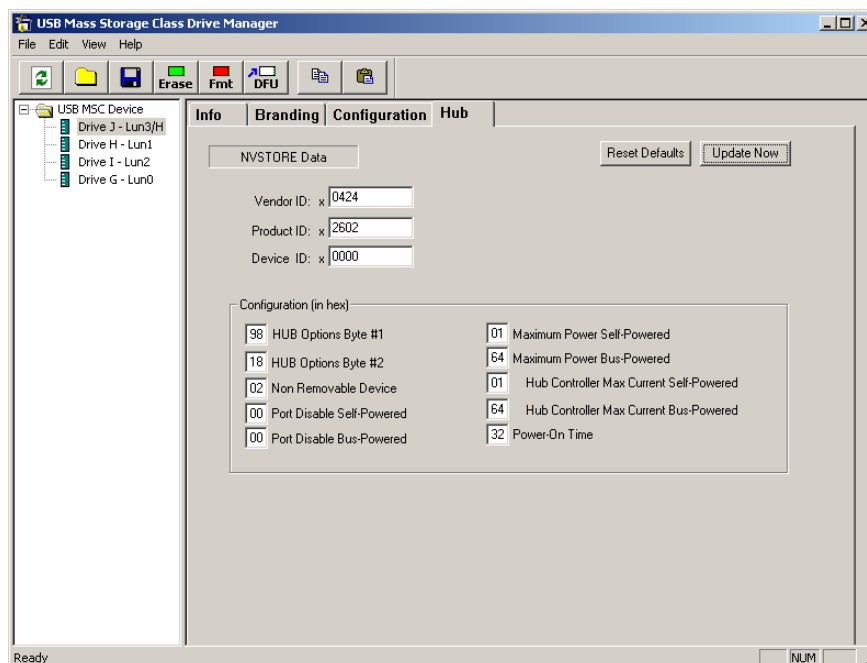 USB Mass Storage Class Drive Manager
File Edit View Help
Erase Fmt DFU
USB MSC Device
Drive J - Lun3/H
Drive H - Lun1
Drive I - Lun2
Drive G - Lun0
Info Branding Configuration Hub
NVSTORE Data
Reset Defaults Update Now
Vendor ID: x 0424
Product ID: x 2602
Device ID: x 0000
Configuration (in hex)
98 HUB Options Byte #1
18 HUB Options Byte #2
02 Non Removable Device
00 Port Disable Self-Powered
00 Port Disable Bus-Powered
01 Maximum Power Self-Powered
64 Maximum Power Bus-Powered
01 Hub Controller Max Current Self-Powered
64 Hub Controller Max Current Bus-Powered
32 Power-On Time
Ready NUM